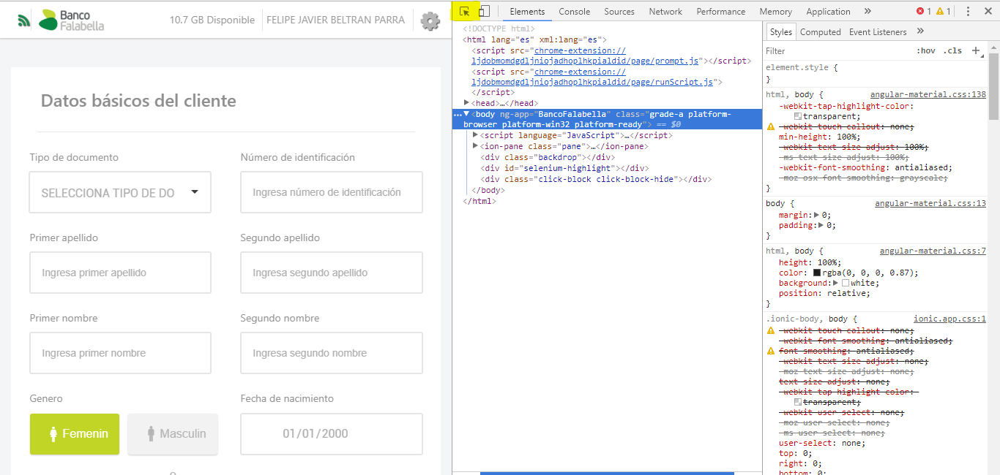 Banco
Falabella
10.7 GB Disponible
FELIPE JAVIER BELTRAN PARRA
Datos básicos del cliente
Tipo de documento
Número de identificación
SELECCIONA TIPO DE DO
Ingresa número de identificación
Primer apellido
Segundo apellido
Ingresa primer apellido
Ingresa segundo apellido
Primer nombre
Segundo nombre
Ingresa primer nombre
Ingresa segundo nombre
Genero
Fecha de nacimiento
Femenin
Masculin
01/01/2000
Elements Console Sources Network Performance Memory Application » 1 1
<!DOCTYPE html>
<html lang="es" xml:lang="es">
<script src="chrome-extension://
ljdobmomdgdljniojadhoplhkpialdid/page/prompt.js"></script>
<script src="chrome-extension://
ljdobmomdgdljniojadhoplhkpialdid/page/runScript.js">
</script>
<head>…</head>
<body ng-app="BancoFalabella" class="grade-a platform-
browser platform-win32 platform-ready"> == $0
<script language="JavaScript">…</script>
<ion-pane class="pane">…</ion-pane>
<div class="backdrop"></div>
<div id="selenium-highlight"></div>
<div class="click-block click-block-hide"></div>
</body>
</html>
Styles Computed Event Listeners »
Filter :hov .cls +
element.style {
}
html, body { angular-material.css:138
-webkit-tap-highlight-color:
transparent;
-webkit-touch-callout: none;
min-height: 100%;
-webkit-text-size-adjust: 100%;
-ms-text-size-adjust: 100%;
-webkit-font-smoothing: antialiased;
-moz-osx-font-smoothing: grayscale;
}
body { angular-material.css:13
margin: 0;
padding: 0;
}
html, body { angular-material.css:7
height: 100%;
color: rgba(0, 0, 0, 0.87);
background: white;
position: relative;
}
.ionic-body, body { ionic.app.css:1
-webkit-touch-callout: none;
-webkit-font-smoothing: antialiased;
font-smoothing: antialiased;
-webkit-text-size-adjust: none;
-moz-text-size-adjust: none;
text-size-adjust: none;
-webkit-tap-highlight-color:
transparent;
-webkit-user-select: none;
-moz-user-select: none;
-ms-user-select: none;
user-select: none;
top: 0;
right: 0;
bottom: 0;